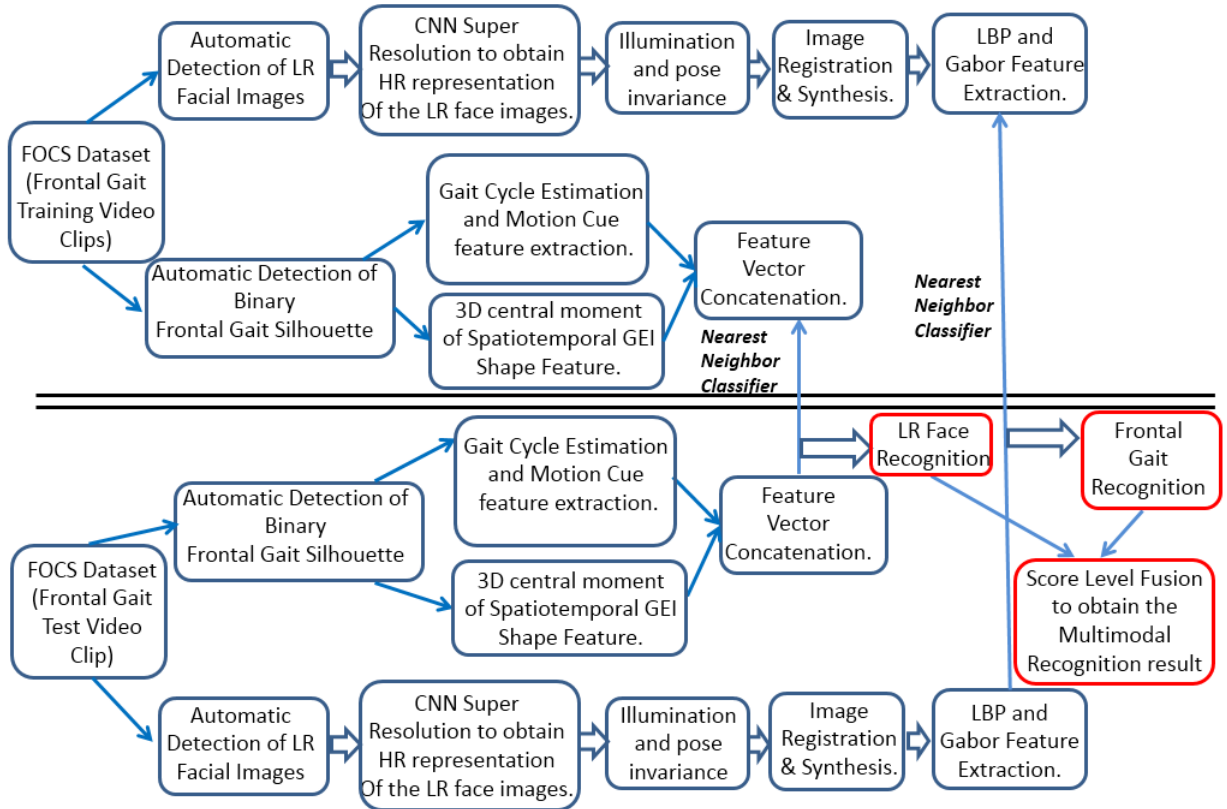 Automatic
Detection of LR
Facial Images
CNN Super
Resolution to obtain
HR representation
Of the LR face images.
Illumination
and pose
invariance
Image
Registration
& Synthesis.
LBP and
Gabor Feature
Extraction.
FOCS Dataset
(Frontal Gait
Training Video
Clips)
Gait Cycle Estimation
and Motion Cue
feature extraction.
Automatic Detection of
Binary
Frontal Gait Silhouette
3D central moment
of Spatiotemporal GEI
Shape Feature.
Feature
Vector
Concatenation.
Nearest
Neighbor
Classifier
Nearest
Neighbor
Classifier
Gait Cycle Estimation
and Motion Cue
feature extraction.
Automatic Detection of
Binary
Frontal Gait Silhouette
3D central moment
of Spatiotemporal GEI
Shape Feature.
Feature
Vector
Concatenation.
LR Face
Recognition
Frontal
Gait
Recognition
FOCS Dataset
(Frontal Gait
Test Video
Clip)
Score Level Fusion
to obtain the
Multimodal
Recognition result
Automatic
Detection of LR
Facial Images
CNN Super
Resolution to obtain
HR representation
Of the LR face images.
Illumination
and pose
invariance
Image
Registration
& Synthesis.
LBP and
Gabor Feature
Extraction.